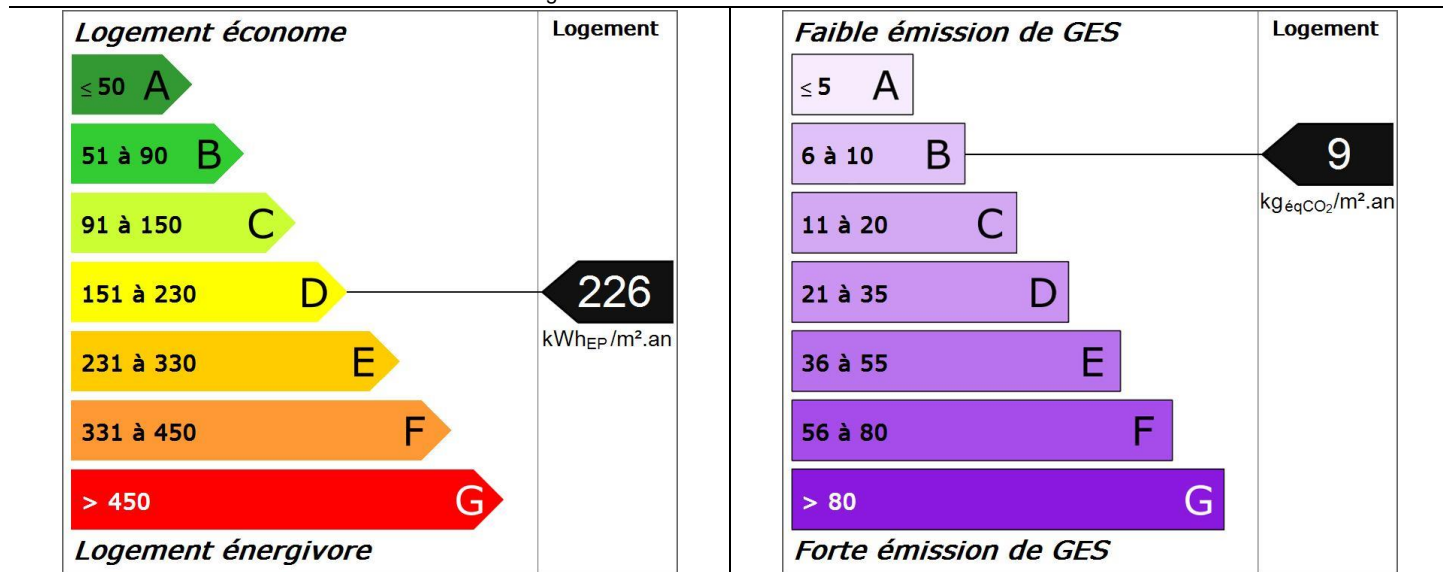 g
Logement économe Logement
≤ 50 A
51 à 90 B
91 à 150 C
151 à 230 D 226
kWhEP/m².an
231 à 330 E
331 à 450 F
> 450 G
Logement énergivore
Faible émission de GES Logement
≤ 5 A
6 à 10 B 9
kgéqCO2/m².an
11 à 20 C
21 à 35 D
36 à 55 E
56 à 80 F
> 80 G
Forte émission de GES